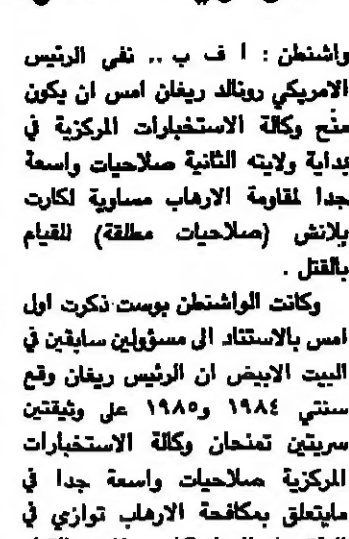 واشنطن : ا ف ب .. نفي الرئيس
الامريكي رونالد ريغان امس ان يكون
منح وكالة الاستخبارات المركزية في
بداية ولايته الثانية صلاحيات واسعة
جدا لمقاومة الارهاب مساوية لكارت
بلانش (صلاحيات مطلقة) للقيام
بالقتل .
وكانت الواشنطن بوست ذكرت اول
امس بالاستناد الى مسؤولين سابقين في
البيت الابيض ان الرئيس ريغان وقع
سنتي ١٩٨٤ و١٩٨٥ على وثيقتين
سريتين تمنحان وكالة الاستخبارات
المركزية صلاحيات واسعة جدا في
مايتعلق بمكافحة الارهاب توازي في